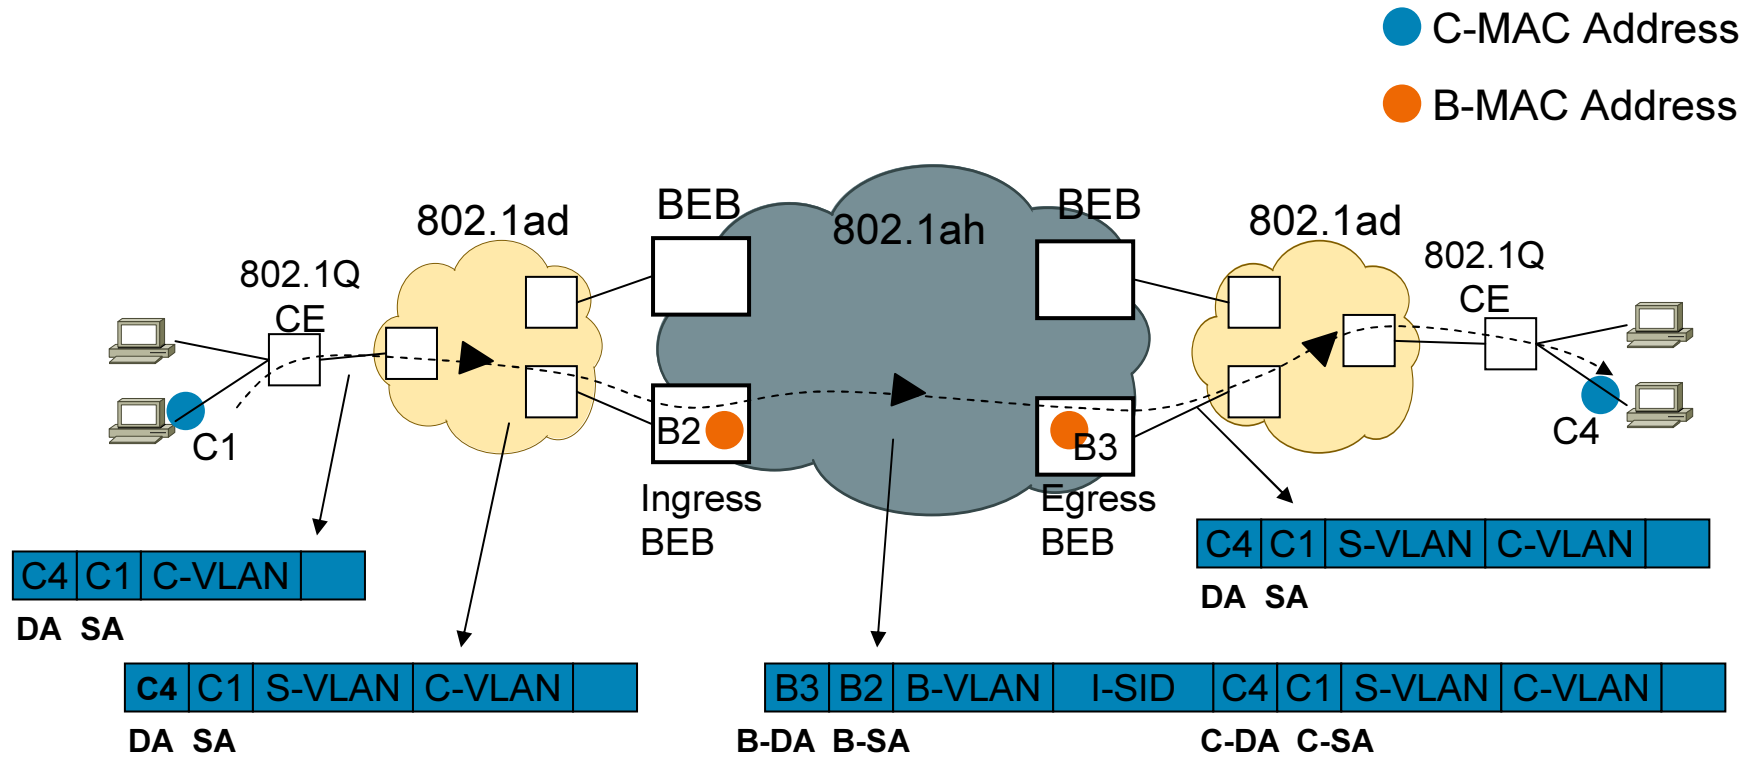 C-MAC Address
B-MAC Address
BEB
BEB
802.1ad
802.1ah
802.1ad
802.1Q
CE
802.1Q
CE
C1
B2
B3
C4
Ingress
BEB
Egress
BEB
C4 C1 S-VLAN C-VLAN
DA SA
C4 C1 C-VLAN
DA SA
C4 C1 S-VLAN C-VLAN
DA SA
B3 B2 B-VLAN I-SID C4 C1 S-VLAN C-VLAN
B-DA B-SA C-DA C-SA